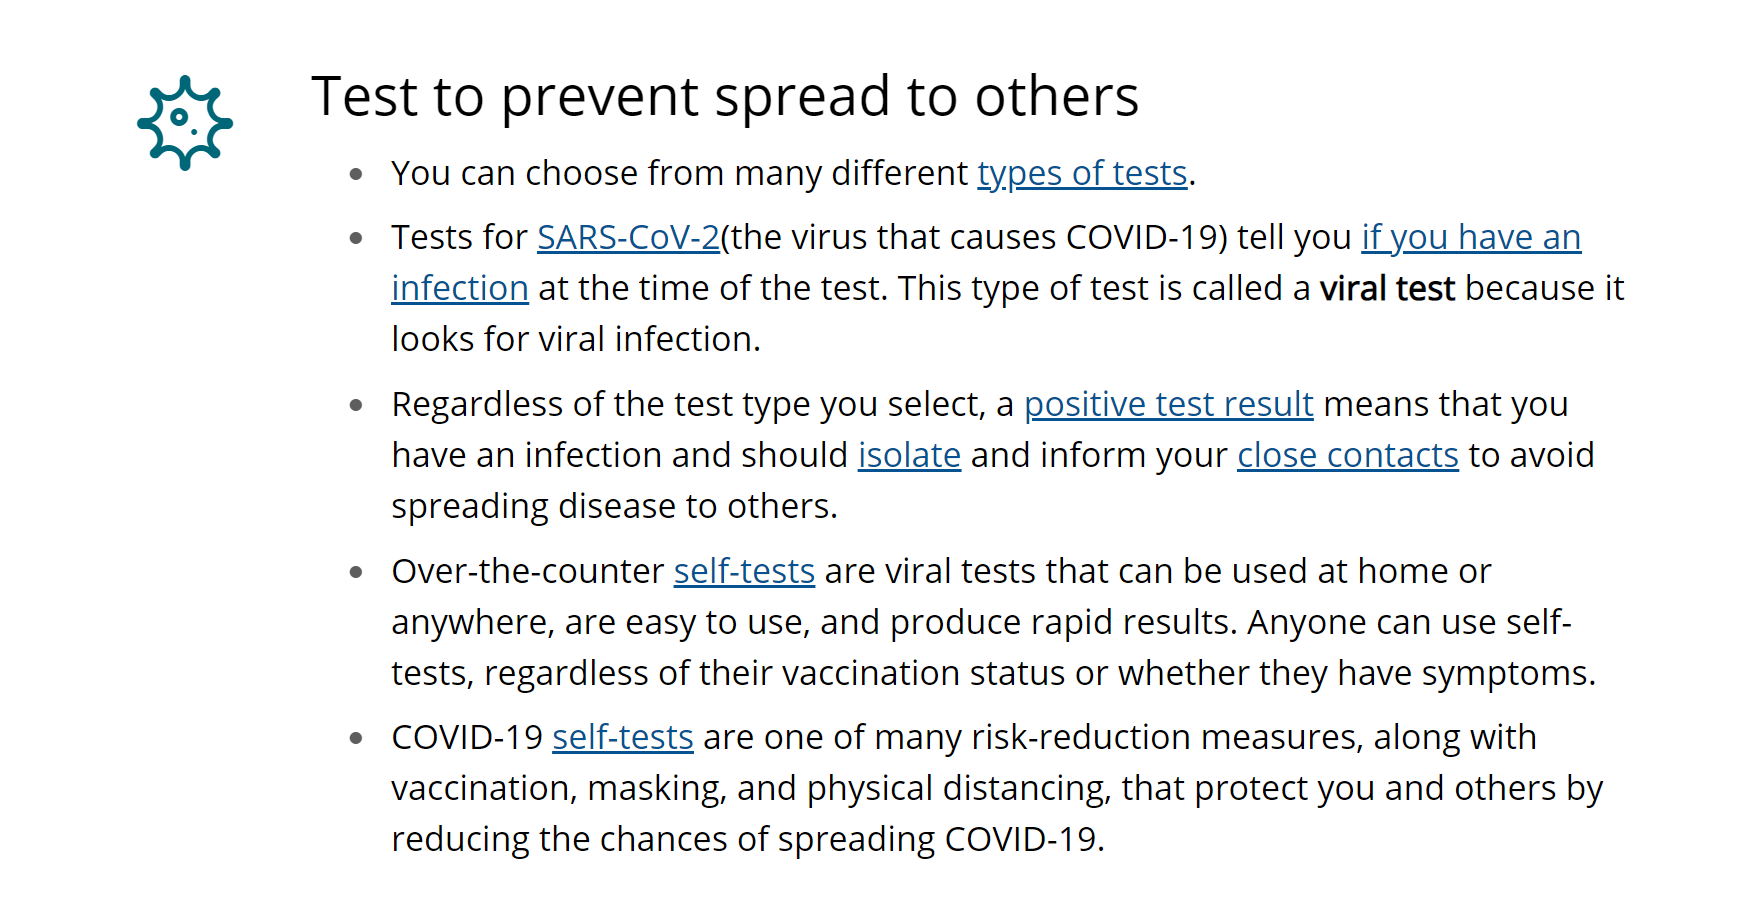 Test to prevent spread to others
You can choose from many different types of tests.
Tests for SARS-CoV-2(the virus that causes COVID-19) tell you if you have an
infection at the time of the test. This type of test is called a viral test because it
looks for viral infection.
Regardless of the test type you select, a positive test result means that you
have an infection and should isolate and inform your close contacts to avoid
spreading disease to others.
Over-the-counter self-tests are viral tests that can be used at home or
anywhere, are easy to use, and produce rapid results. Anyone can use self-
tests, regardless of their vaccination status or whether they have symptoms.
COVID-19 self-tests are one of many risk-reduction measures, along with
vaccination, masking, and physical distancing, that protect you and others by
reducing the chances of spreading COVID-19.